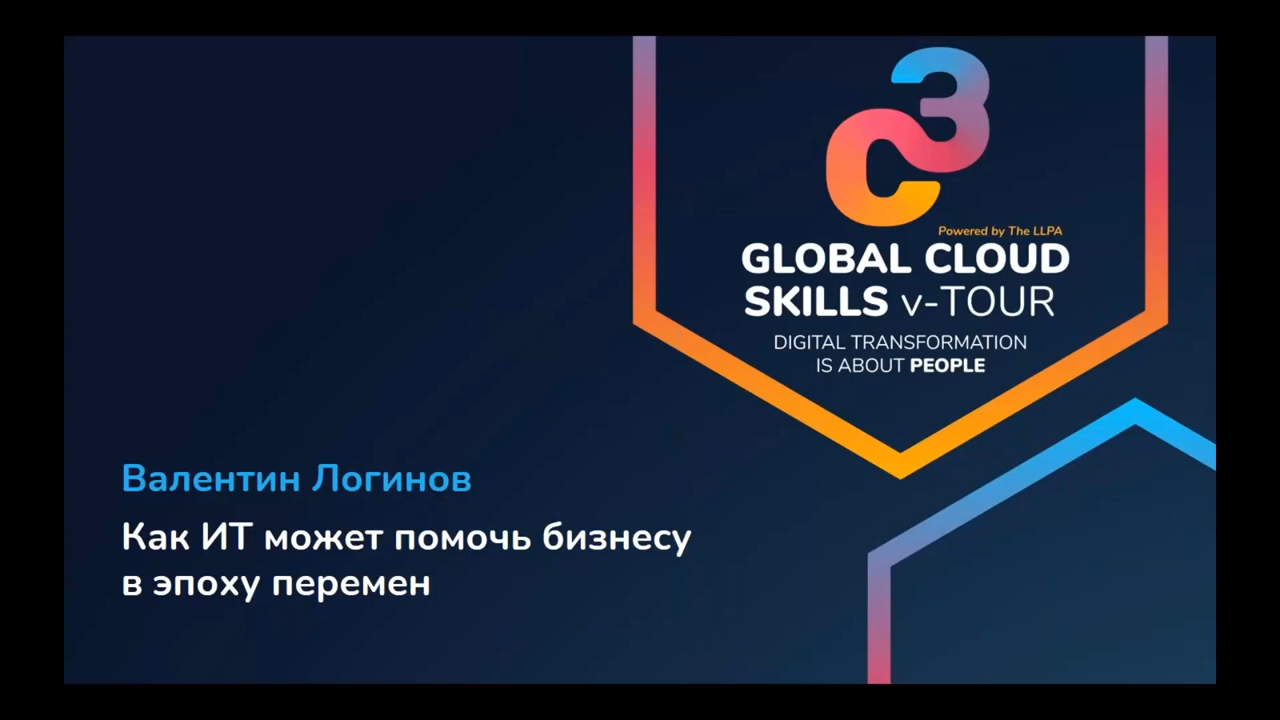 c3
Powered by The LLPA
GLOBAL CLOUD
SKILLS v-TOUR
DIGITAL TRANSFORMATION
IS ABOUT PEOPLE
Валентин Логинов
Как ИТ может помочь бизнесу
в эпоху перемен